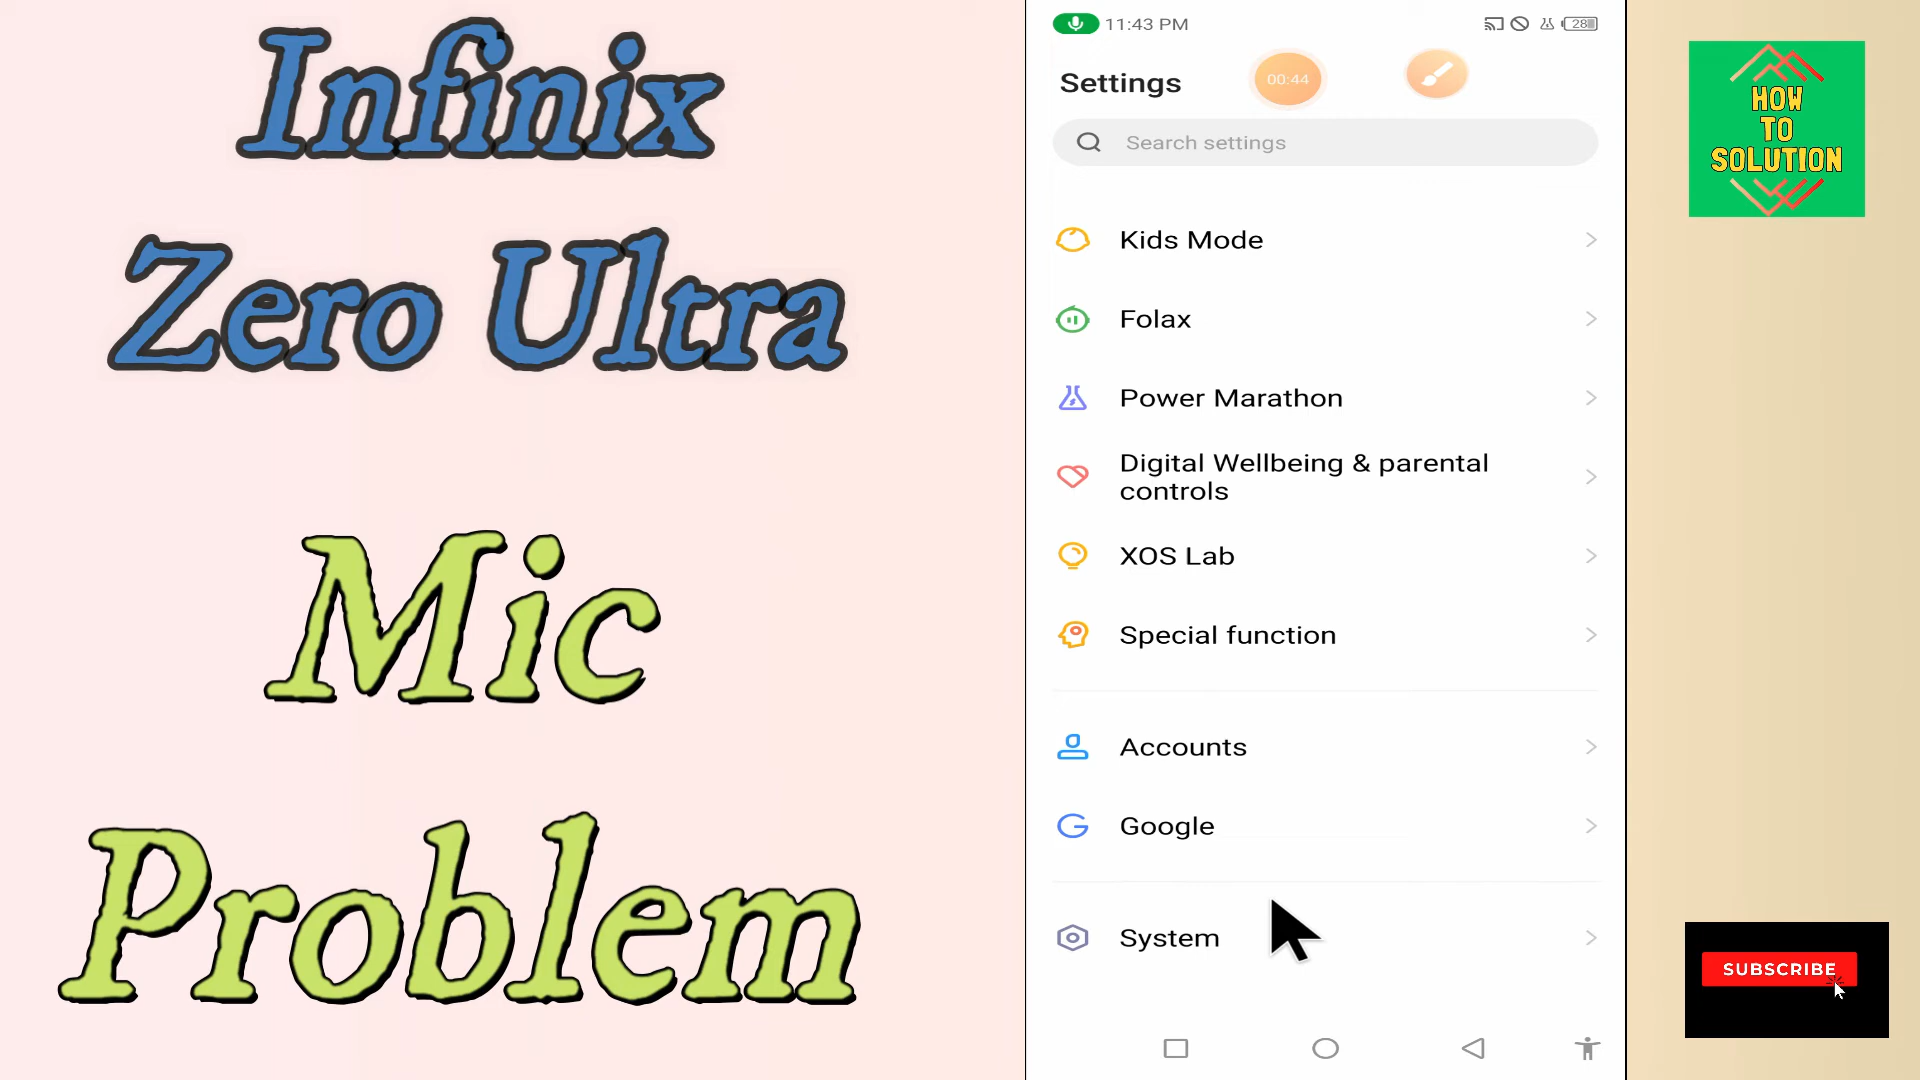 Infinix
Zero Ultra
Mic
Problem
11:43 PM
28
Settings
00:44
Search settings
Kids Mode
Folax
Power Marathon
Digital Wellbeing & parental
controls
XOS Lab
Special function
Accounts
Google
System
HOW
TO
SOLUTION
SUBSCRIBE